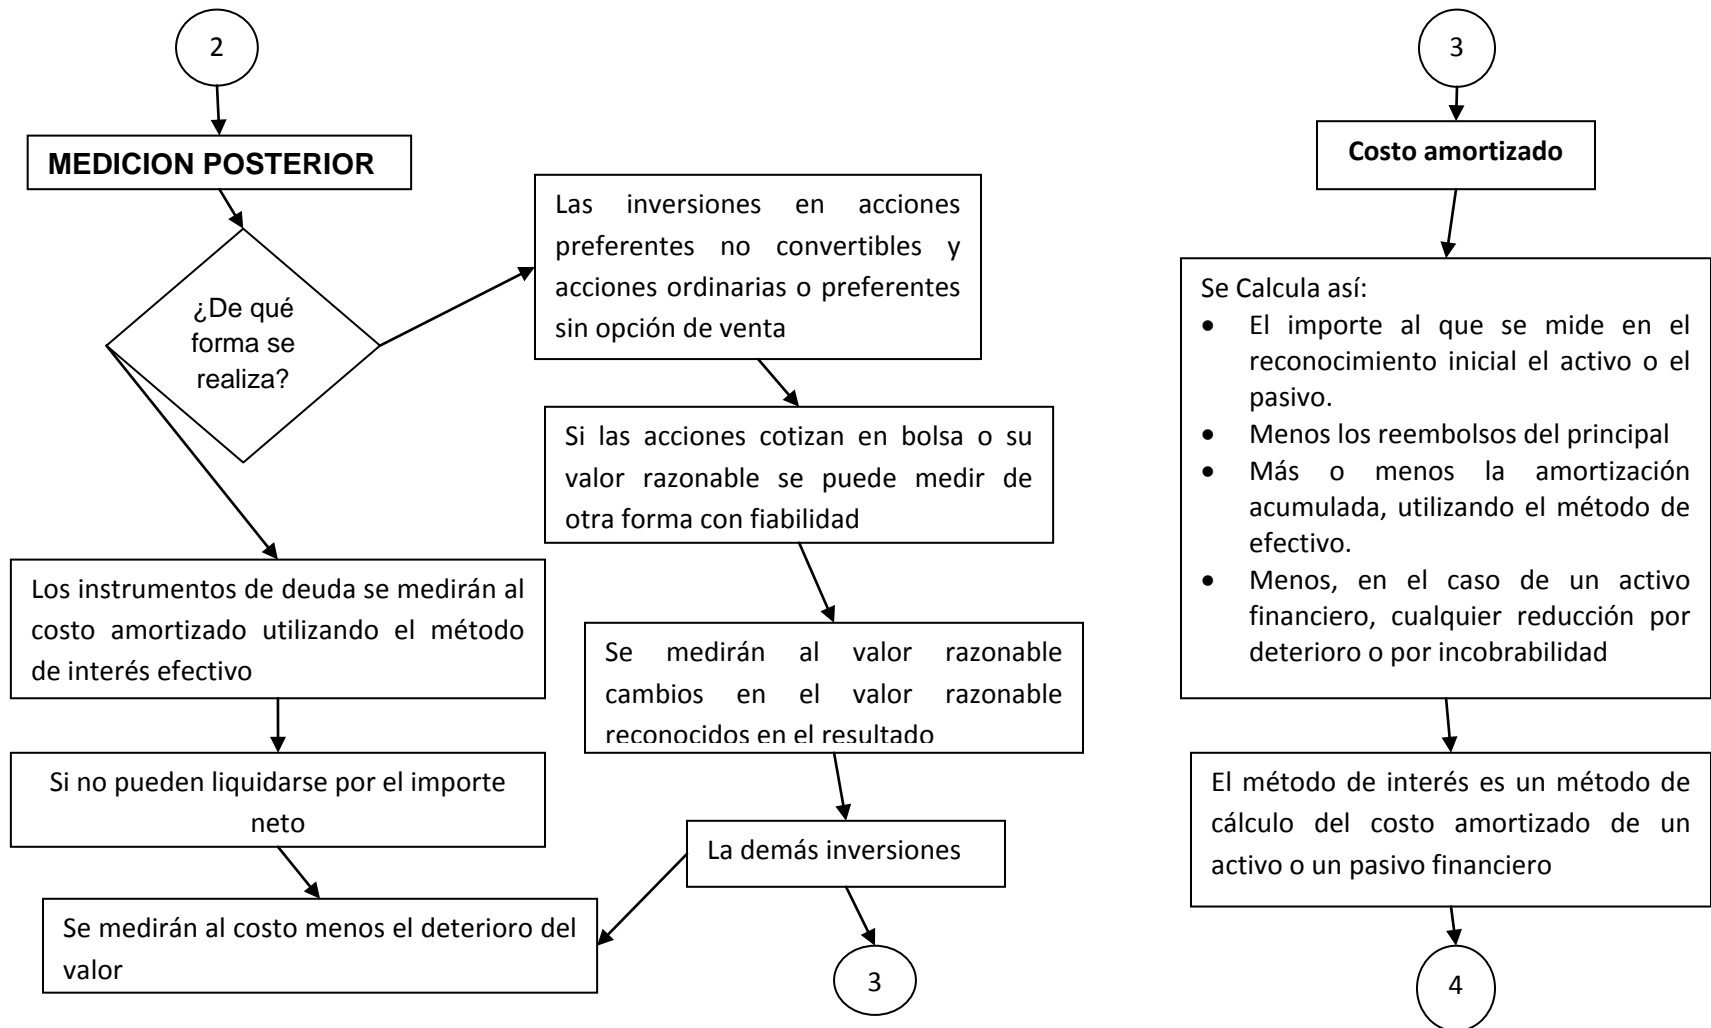 2
MEDICION POSTERIOR
¿De qué
forma se
realiza?
Las inversiones en acciones
preferentes no convertibles y
acciones ordinarias o preferentes
sin opción de venta
Si las acciones cotizan en bolsa o su
valor razonable se puede medir de
otra forma con fiabilidad
Los instrumentos de deuda se medirán al
costo amortizado utilizando el método
de interés efectivo
Se medirán al valor razonable
cambios en el valor razonable
reconocidos en el resultado
Si no pueden liquidarse por el importe
neto
La demás inversiones
Se medirán al costo menos el deterioro del
valor
3
3
Costo amortizado
Se Calcula así:
• El importe al que se mide en el
reconocimiento inicial el activo o el
pasivo.
• Menos los reembolsos del principal
• Más o menos la amortización
acumulada, utilizando el método de
efectivo.
• Menos, en el caso de un activo
financiero, cualquier reducción por
deterioro o por incobrabilidad
El método de interés es un método de
cálculo del costo amortizado de un
activo o un pasivo financiero
4